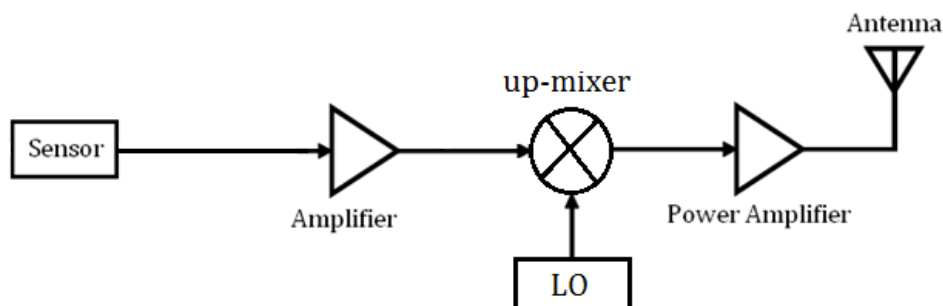 Antenna
up-mixer
Sensor
Amplifier
Power Amplifier
LO